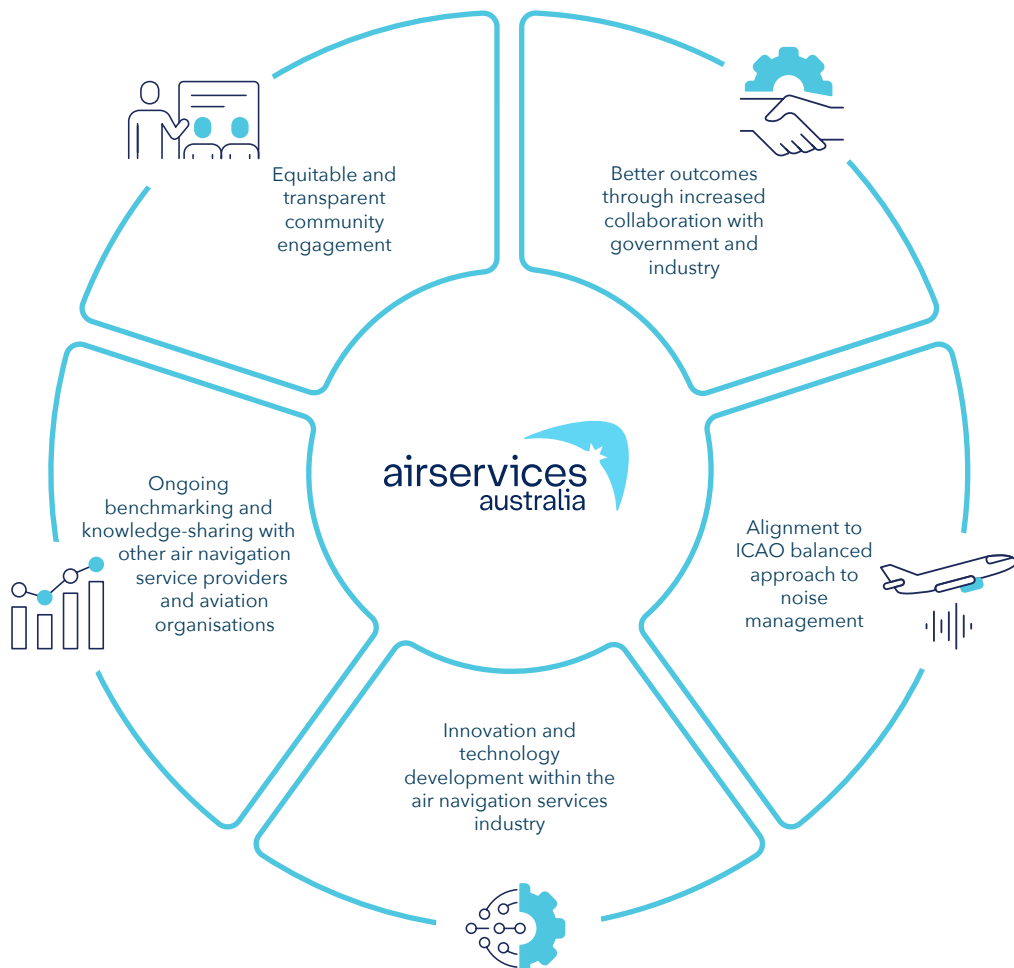 Equitable and
transparent
community
engagement
Better outcomes
through increased
collaboration with
government and
industry
airservices
australia
Ongoing
benchmarking and
knowledge-sharing with
other air navigation
service providers
and aviation
organisations
Alignment to
ICAO balanced
approach to
noise
management
Innovation and
technology
development within the
air navigation services
industry